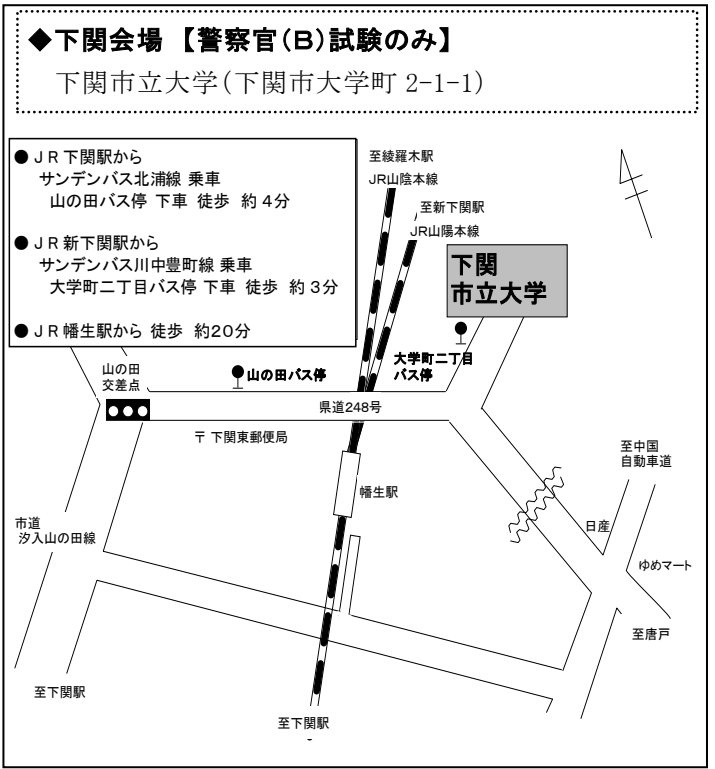 ◆下関会場 【警察官(B)試験のみ】
下関市立大学(下関市大学町 2-1-1)
● JR下関駅から
サンデンバス北浦線 乗車
山の田バス停 下車 徒歩 約4分
● JR新下関駅から
サンデンバス川中豊町線 乗車
大学町二丁目バス停 下車 徒歩 約3分
● JR幡生駅から 徒歩 約20分
至綾羅木駅
JR山陰本線
至新下関駅
JR山陽本線
下関
市立大学
山の田
交差点
山の田バス停
大学町二丁目
バス停
県道248号
〒下関東郵便局
至中国
自動車道
幡生駅
市道
汐入山の田線
日産
ゆめマート
至唐戸
至下関駅
至下関駅